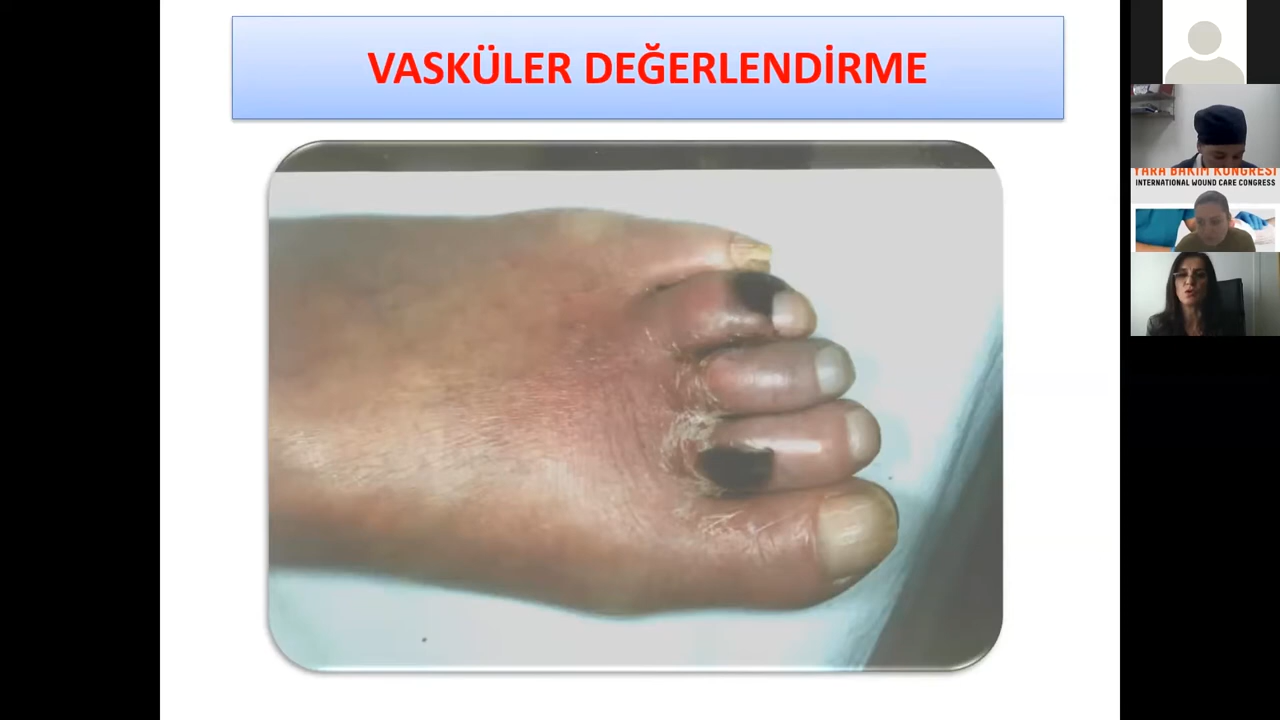 VASKÜLER DEĞERLENDİRME
YARA BAKIM KONGRESİ
INTERNATIONAL WOUND CARE CONGRESS